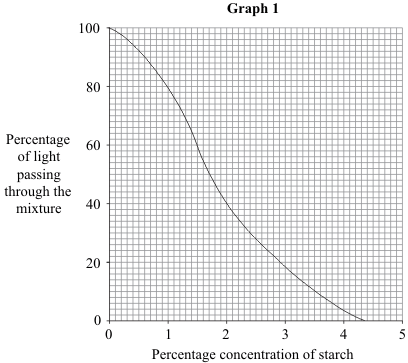 Graph 1
100
80
60
40
20
0
Percentage
of light
passing
through the
mixture
0 1 2 3 4 5
Percentage concentration of starch